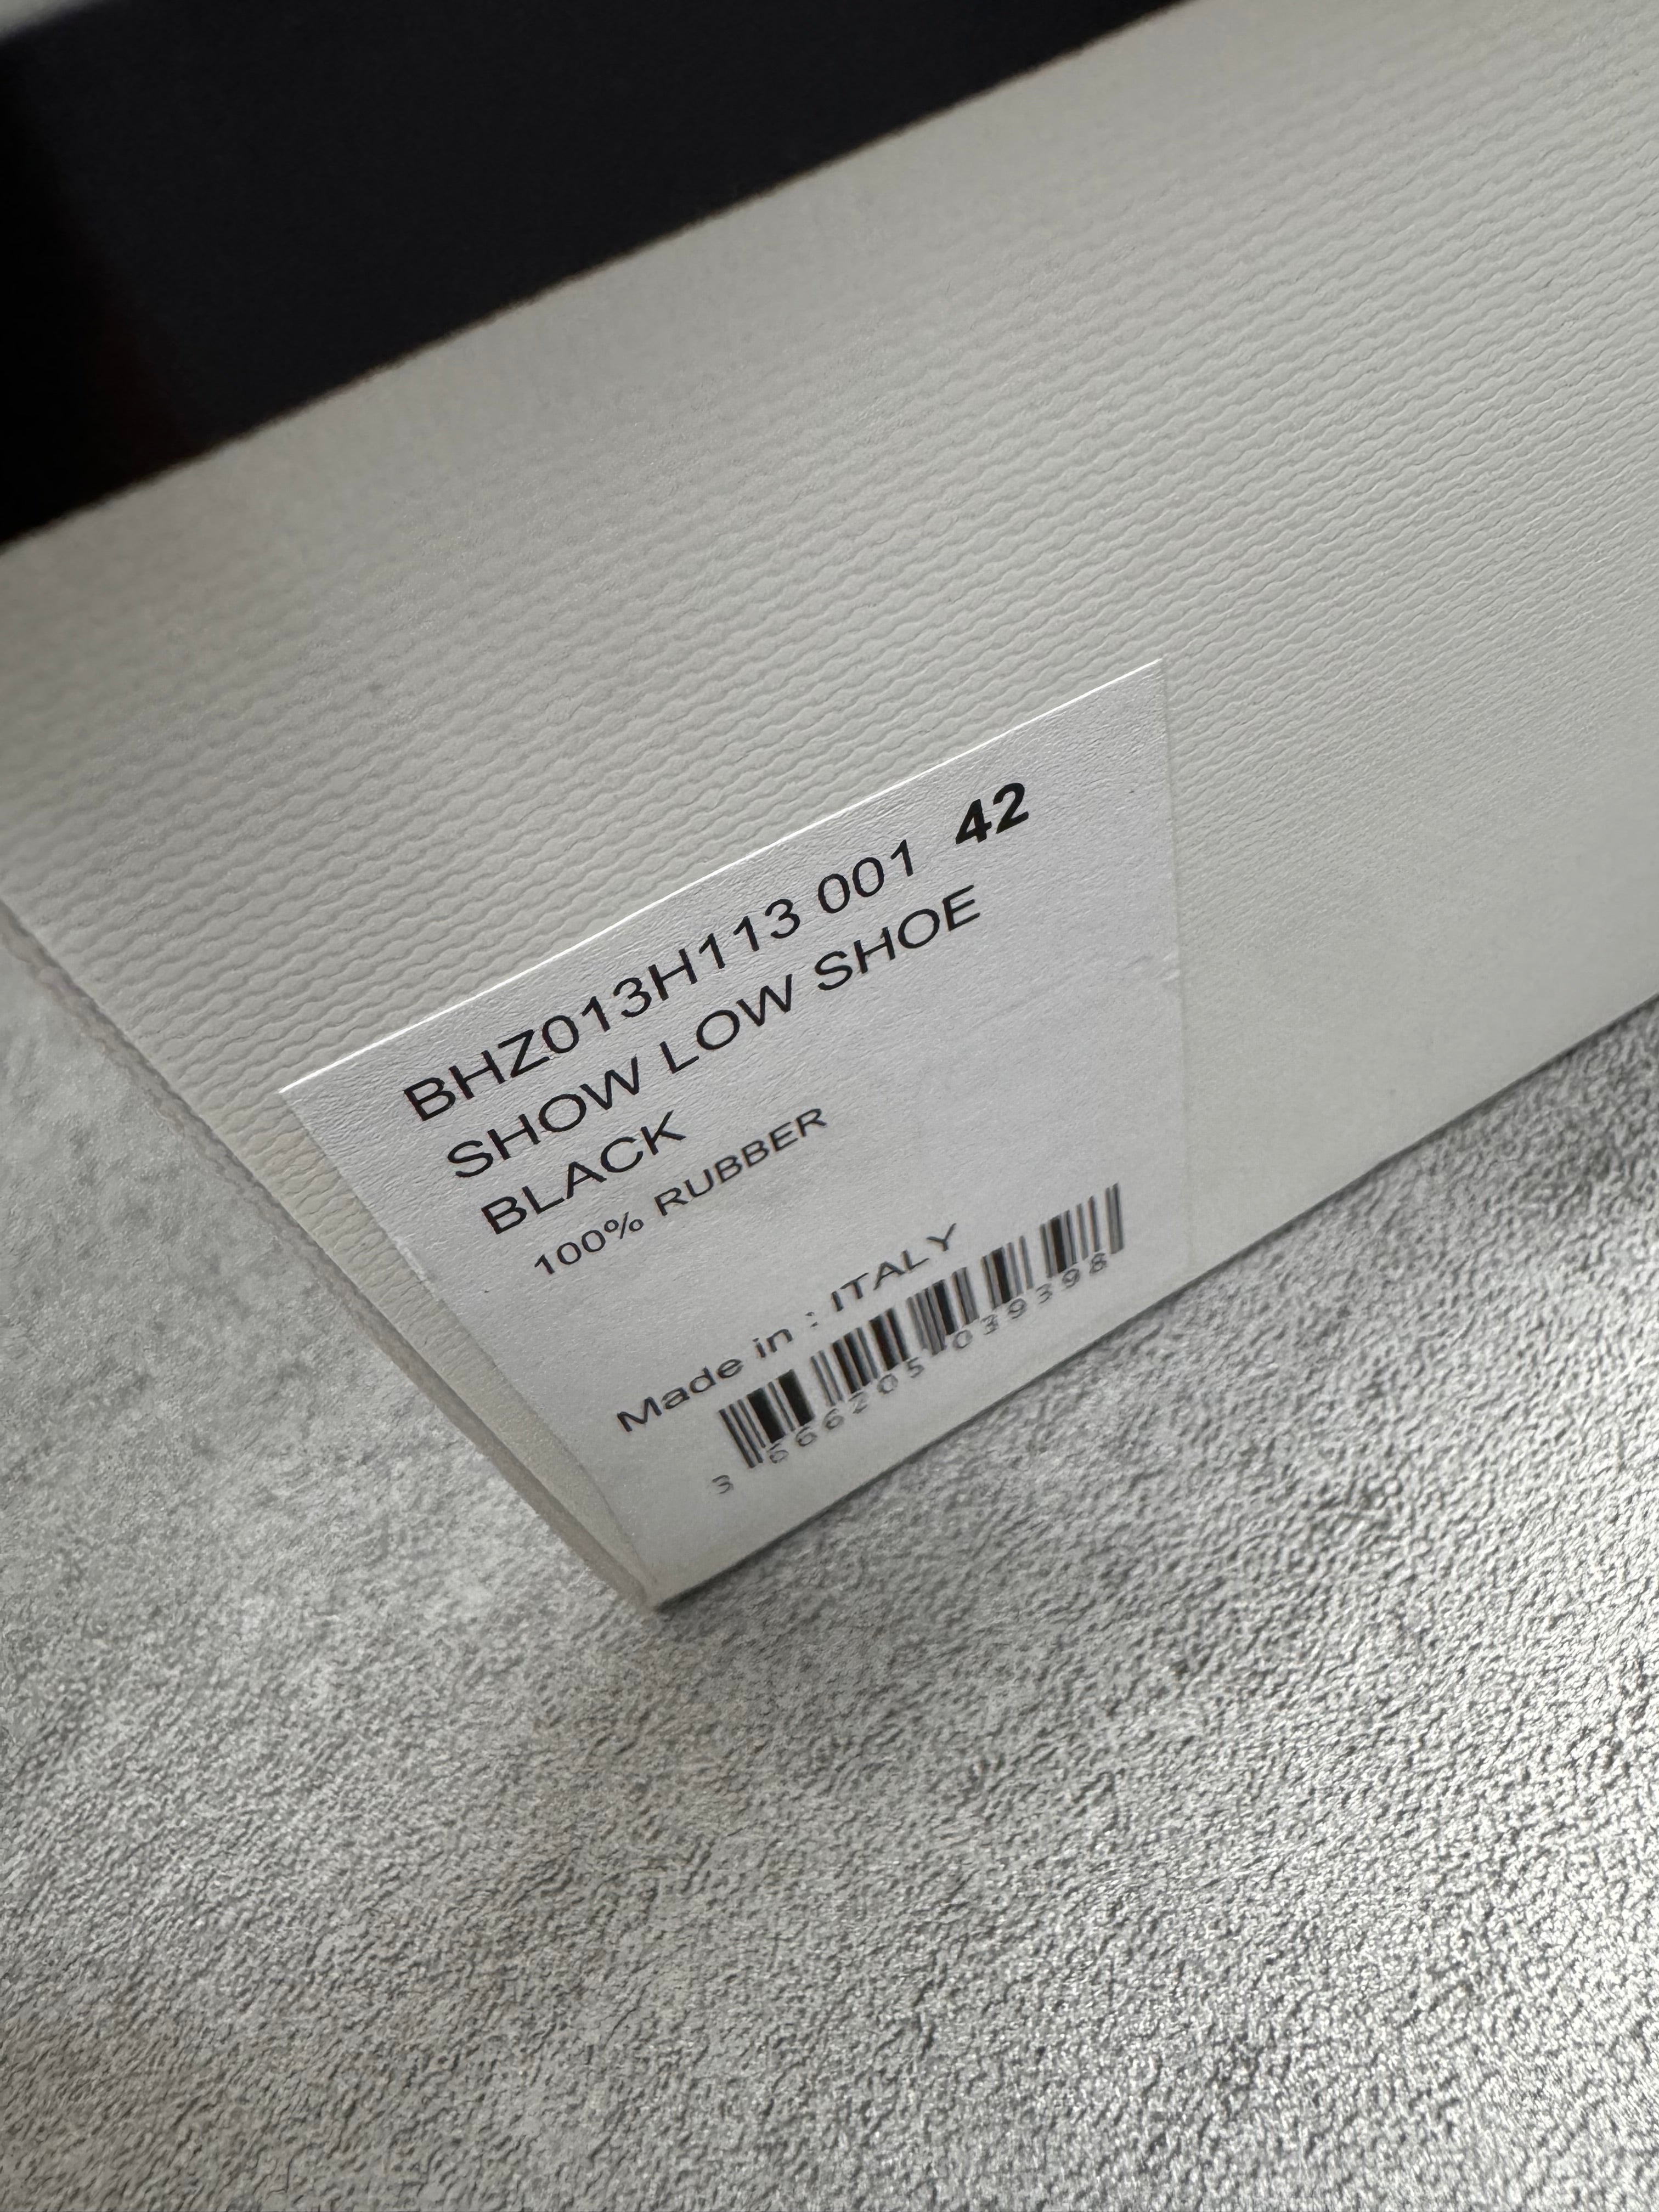 BHZ013H113 001 42
SHOW LOW SHOE
BLACK
100% RUBBER
Made in : ITALY
3 666205 039398